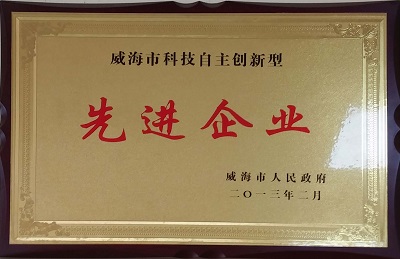 威海市科技自主创新型
先进企业
威海市人民政府
二〇一三年二月